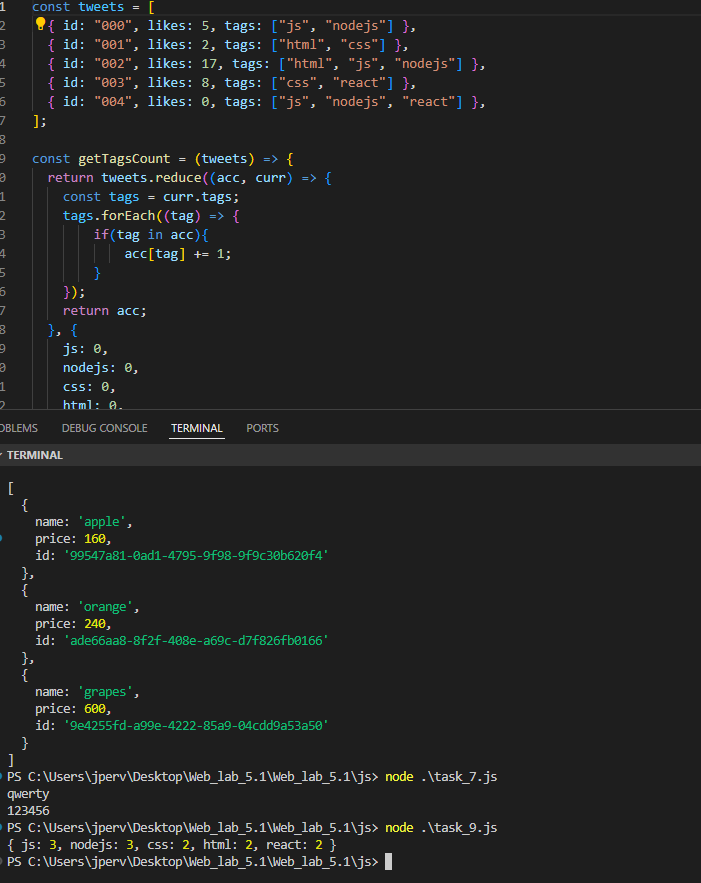 1 const tweets = [
2 { id: "000", likes: 5, tags: ["js", "nodejs"] },
3 { id: "001", likes: 2, tags: ["html", "css"] },
4 { id: "002", likes: 17, tags: ["html", "js", "nodejs"] },
5 { id: "003", likes: 8, tags: ["css", "react"] },
6 { id: "004", likes: 0, tags: ["js", "nodejs", "react"] },
7 ];
8
9 const getTagsCount = (tweets) => {
0 return tweets.reduce((acc, curr) => {
1 const tags = curr.tags;
2 tags.forEach((tag) => {
3 if(tag in acc){
4 acc[tag] += 1;
5 }
6 });
7 return acc;
8 }, {
9 js: 0,
0 nodejs: 0,
1 css: 0,
2 html: 0,
OBLEMS DEBUG CONSOLE TERMINAL PORTS
TERMINAL
[
{
name: 'apple',
price: 160,
id: '99547a81-0ad1-4795-9f98-9f9c30b620f4'
},
{
name: 'orange',
price: 240,
id: 'ade66aa8-8f2f-408e-a69c-d7f826fb0166'
},
{
name: 'grapes',
price: 600,
id: '9e4255fd-a99e-4222-85a9-04cdd9a53a50'
}
]
PS C:\Users\jperv\Desktop\Web_lab_5.1\Web_lab_5.1\js> node .\task_7.js
qwerty
123456
PS C:\Users\jperv\Desktop\Web_lab_5.1\Web_lab_5.1\js> node .\task_9.js
{ js: 3, nodejs: 3, css: 2, html: 2, react: 2 }
PS C:\Users\jperv\Desktop\Web_lab_5.1\Web_lab_5.1\js>